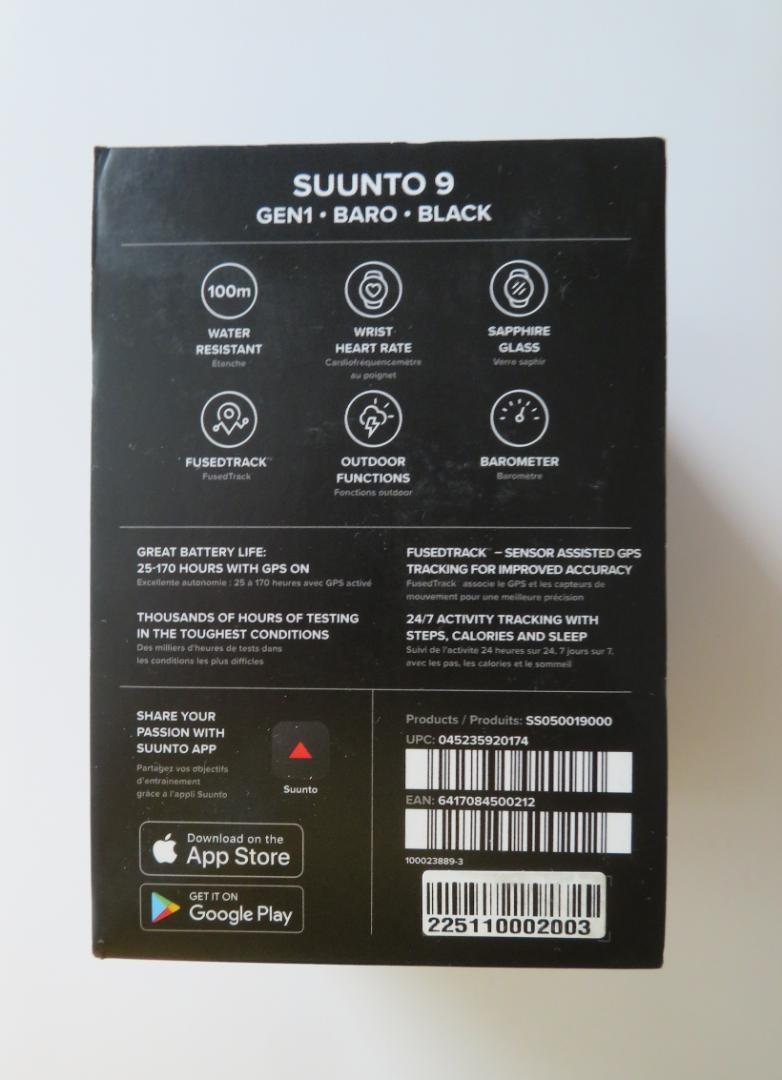 SUUNTO 9
GEN1 • BARO • BLACK
100m
WATER
RESISTANT
Étanche
WRIST
HEART RATE
Cardiofréquencemètre
au poignet
SAPPHIRE
GLASS
Verre saphir
FUSEDTRACK™
FusedTrack
OUTDOOR
FUNCTIONS
Fonctions outdoor
BAROMETER
Baromètre
GREAT BATTERY LIFE:
25-170 HOURS WITH GPS ON
Excellente autonomie : 25 à 170 heures avec GPS activé
THOUSANDS OF HOURS OF TESTING
IN THE TOUGHEST CONDITIONS
Des milliers d'heures de tests dans
les conditions les plus difficiles
FUSEDTRACK™ – SENSOR ASSISTED GPS
TRACKING FOR IMPROVED ACCURACY
FusedTrack associe le GPS et les capteurs de
mouvement pour une meilleure précision
24/7 ACTIVITY TRACKING WITH
STEPS, CALORIES AND SLEEP
Suivi de l'activité 24 heures sur 24, 7 jours sur 7,
avec les pas, les calories et le sommeil
SHARE YOUR
PASSION WITH
SUUNTO APP
Partagez vos objectifs
d'entraînement
grâce à l'appli Suunto
Suunto
Download on the
App Store
GET IT ON
Google Play
Products / Produits: SS050019000
UPC: 045235920174
EAN: 6417084500212
100023889-3
225110002003